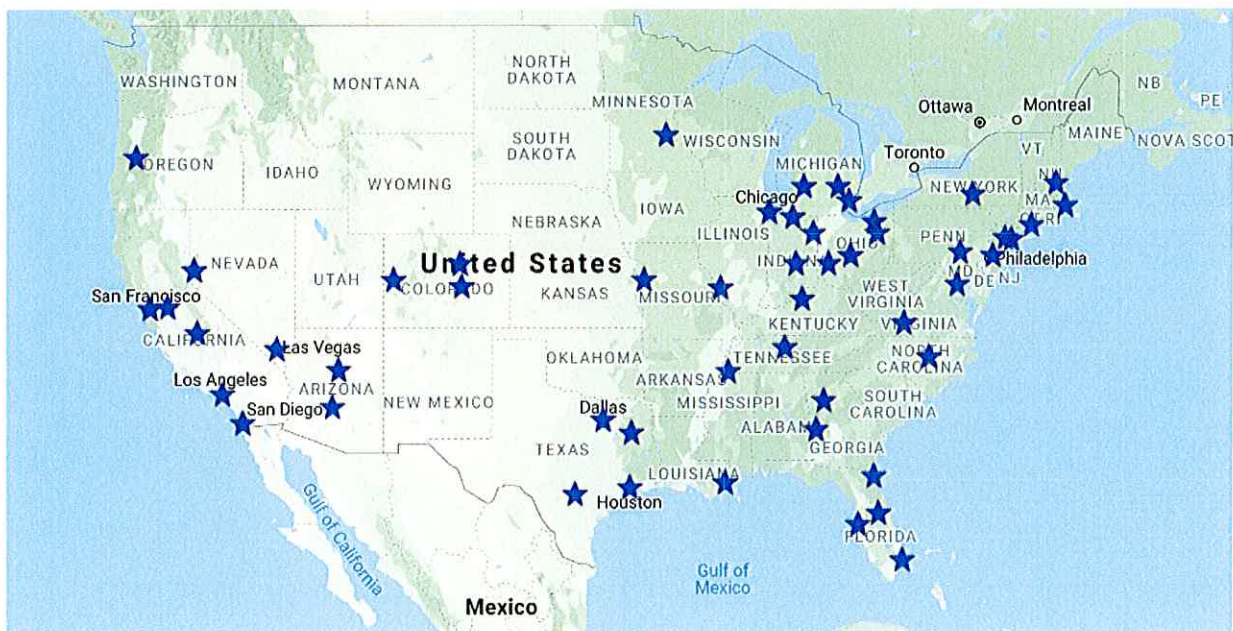 WASHINGTON
MONTANA
NORTH
DAKOTA
MINNESOTA
Ottawa
Montreal
NB
PE
MAINE
NOVA SCOT
OREGON
IDAHO
SOUTH
DAKOTA
WISCONSIN
MICHIGAN
Toronto
VT
NH
WYOMING
NEW YORK
MA
NEBRASKA
IOWA
Chicago
CT RI
ILLINOIS
INDIANA
OHIO
PENN
Philadelphia
MD
DE NJ
NEVADA
UTAH
COLORADO
United States
KANSAS
MISSOURI
WEST
VIRGINIA
San Francisco
CALIFORNIA
Las Vegas
KENTUCKY
VIRGINIA
OKLAHOMA
TENNESSEE
NORTH
CAROLINA
Los Angeles
ARIZONA
NEW MEXICO
ARKANSAS
MISSISSIPPI
SOUTH
CAROLINA
San Diego
Dallas
ALABAM
GEORGIA
TEXAS
LOUISIANA
Houston
FLORIDA
Gulf of California
Gulf of
Mexico
Mexico